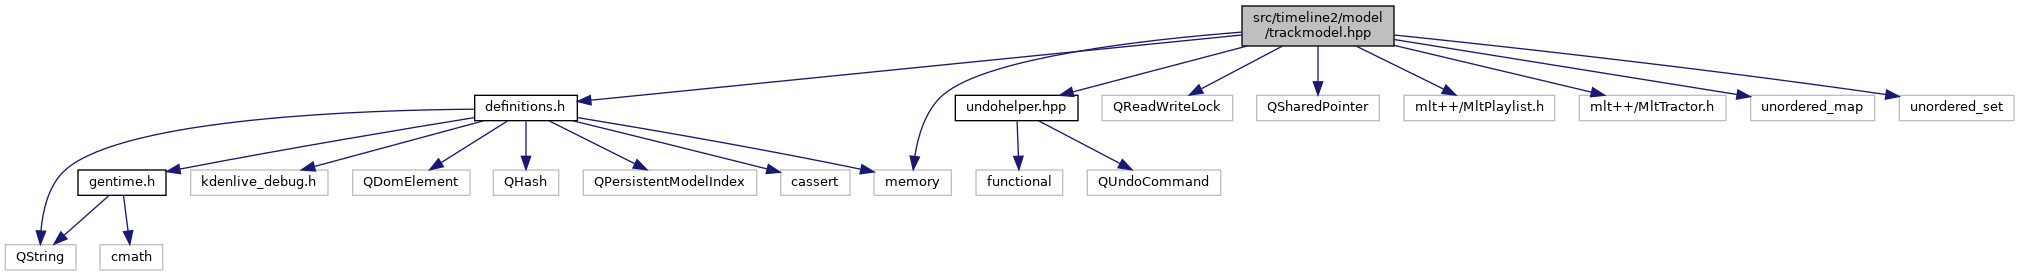 src/timeline2/model
/trackmodel.hpp
definitions.h
undohelper.hpp
QReadWriteLock
QSharedPointer
mlt++/MltPlaylist.h
mlt++/MltTractor.h
unordered_map
unordered_set
gentime.h
kdenlive_debug.h
QDomElement
QHash
QPersistentModelIndex
cassert
memory
functional
QUndoCommand
QString
cmath